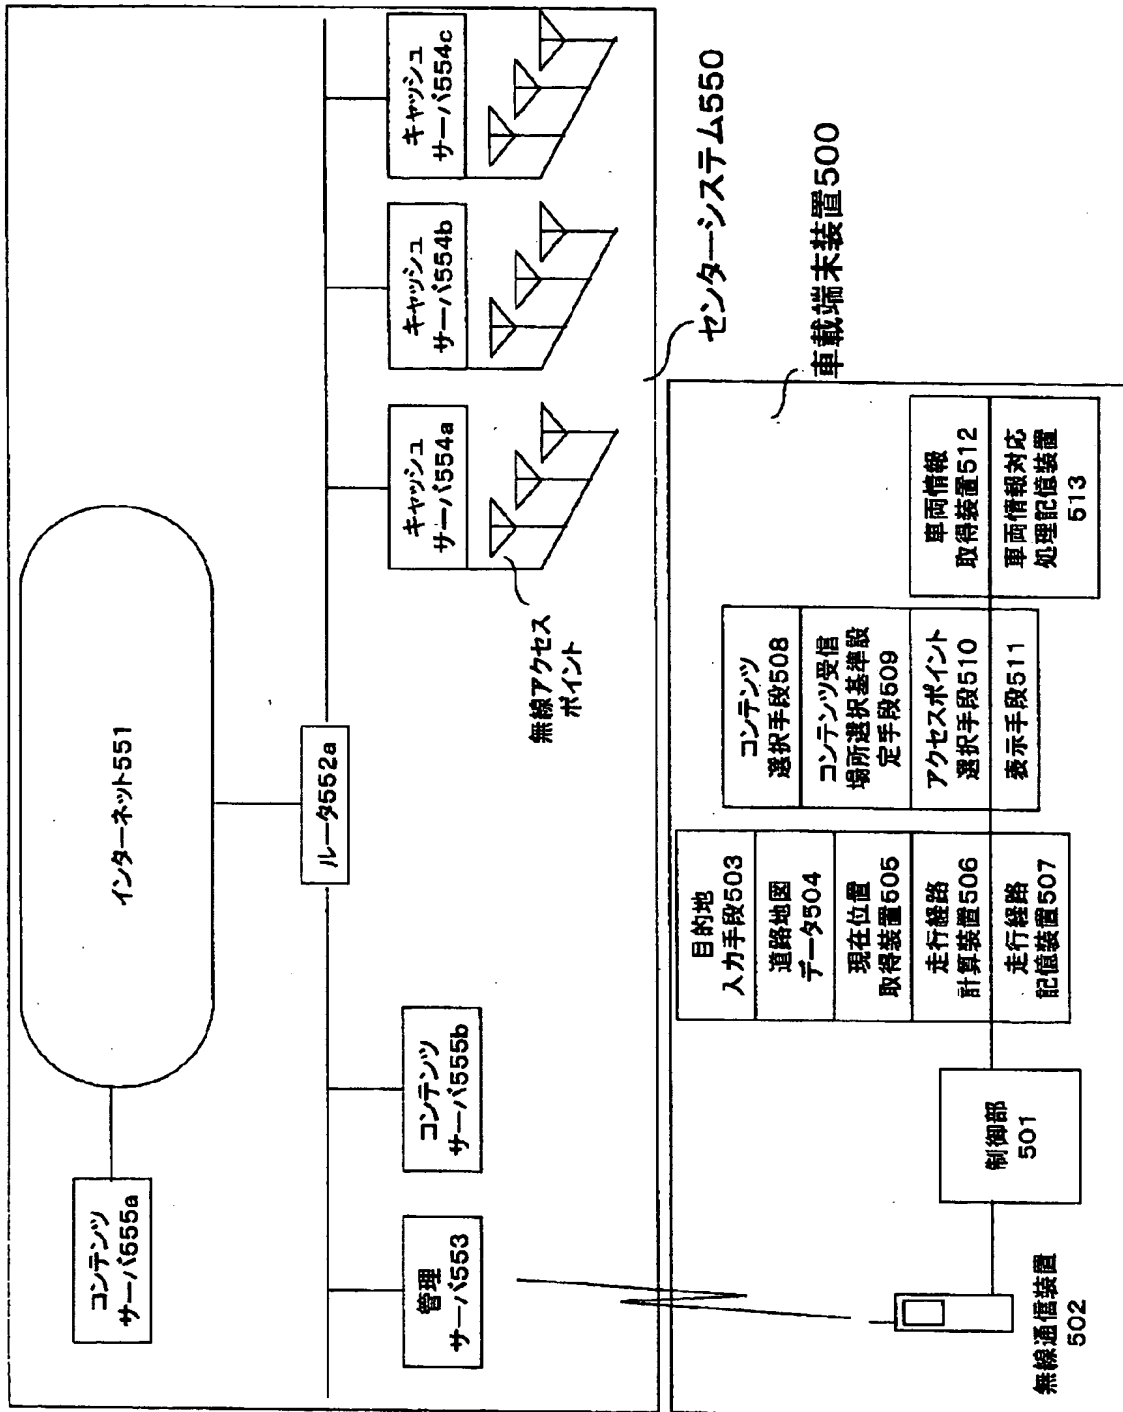 インターネット551
コンテンツ
サーバ555a
ルータ552a
管理
サーバ553
コンテンツ
サーバ555b
キャッシュ
サーバ554a
キャッシュ
サーバ554b
キャッシュ
サーバ554c
無線アクセス
ポイント
センターシステム550
車載端末装置500
目的地
入力手段503
道路地図
データ504
現在位置
取得装置505
走行経路
計算装置506
走行経路
記憶装置507
コンテンツ
選択手段508
コンテンツ受信
場所選択基準設
定手段509
アクセスポイント
選択手段510
表示手段511
車両情報
取得装置512
車両情報対応
処理記憶装置
513
制御部
501
無線通信装置
502